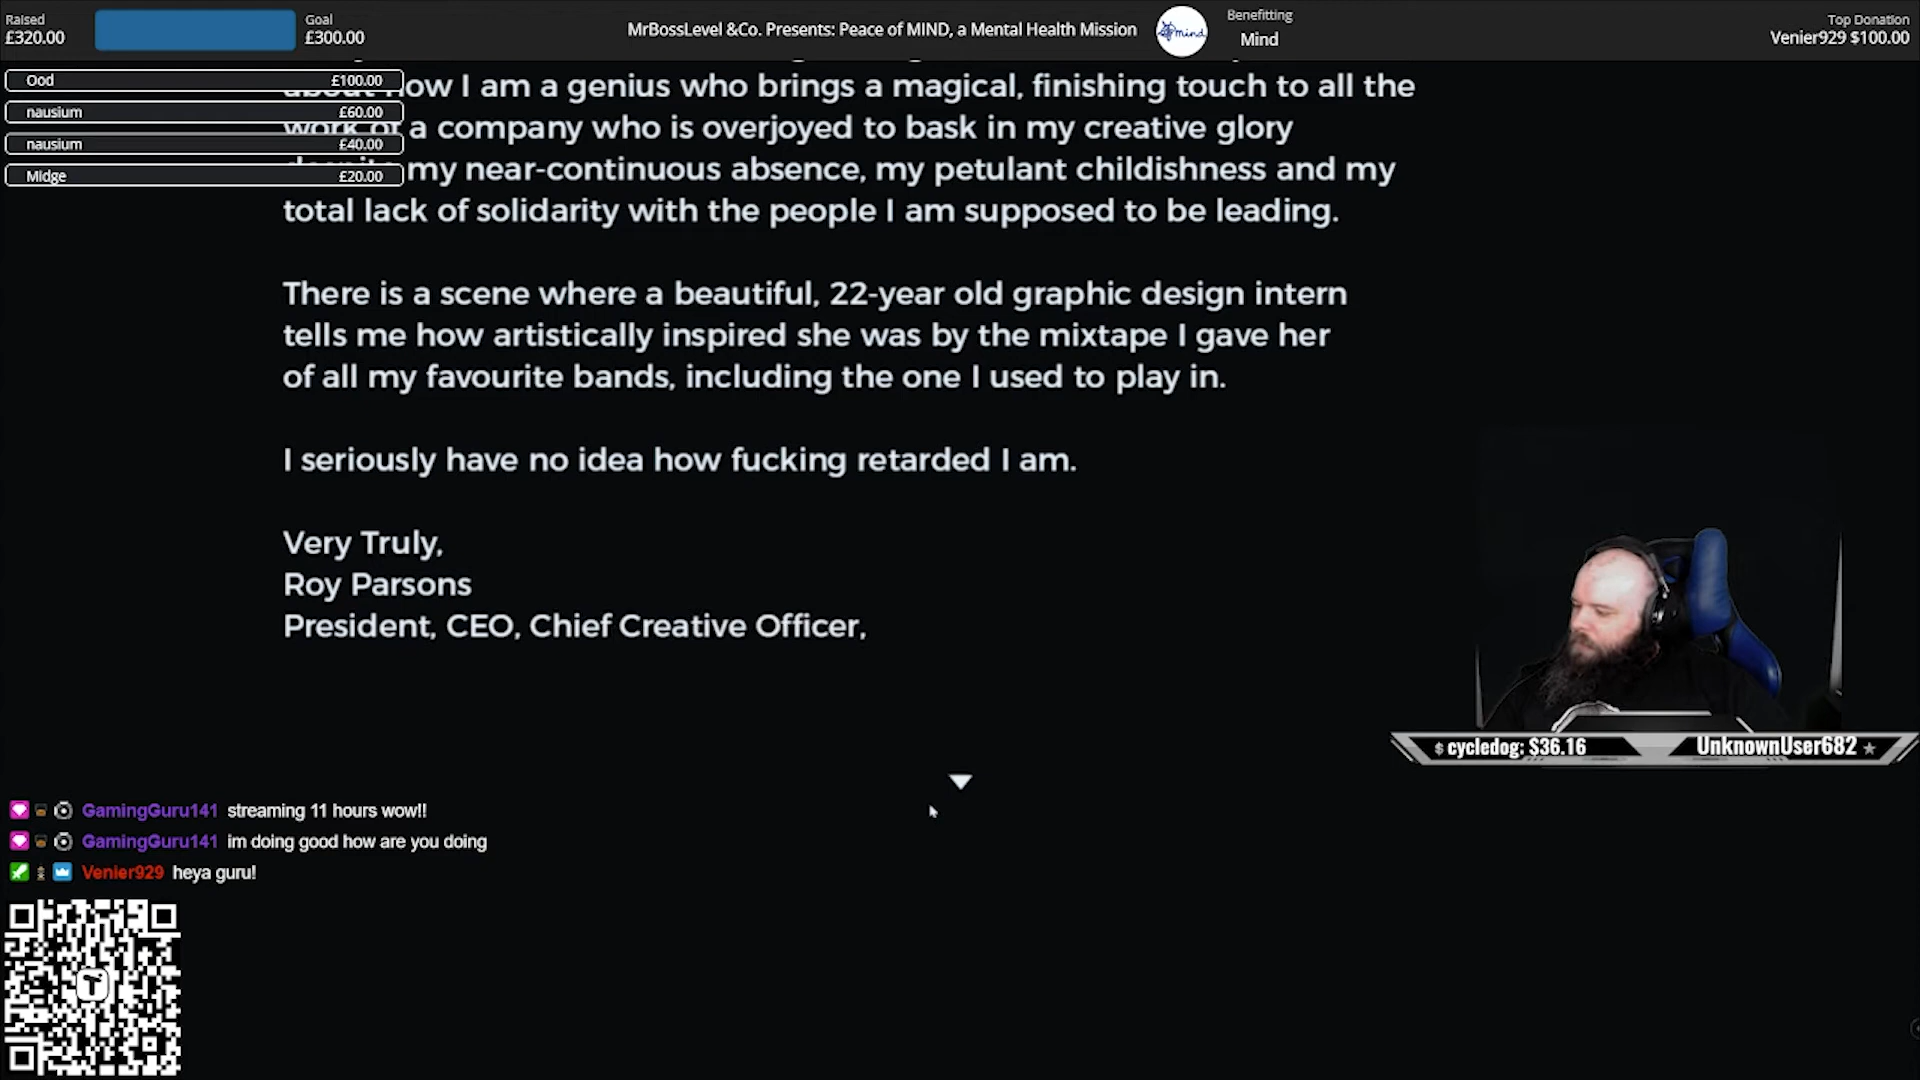 Raised
£320.00
Goal
£300.00
MrBossLevel &Co. Presents: Peace of MIND, a Mental Health Mission
mind
Benefitting
Mind
Top Donation
Venier929 $100.00
Ood £100.00
nausium £60.00
nausium £40.00
Midge £20.00
about how I am a genius who brings a magical, finishing touch to all the
work of a company who is overjoyed to bask in my creative glory
despite my near-continuous absence, my petulant childishness and my
total lack of solidarity with the people I am supposed to be leading.
There is a scene where a beautiful, 22-year old graphic design intern
tells me how artistically inspired she was by the mixtape I gave her
of all my favourite bands, including the one I used to play in.
I seriously have no idea how fucking retarded I am.
Very Truly,
Roy Parsons
President, CEO, Chief Creative Officer,
$ cycledog: $36.16
UnknownUser682
GamingGuru141 streaming 11 hours wow!!
GamingGuru141 im doing good how are you doing
Venier929 heya guru!